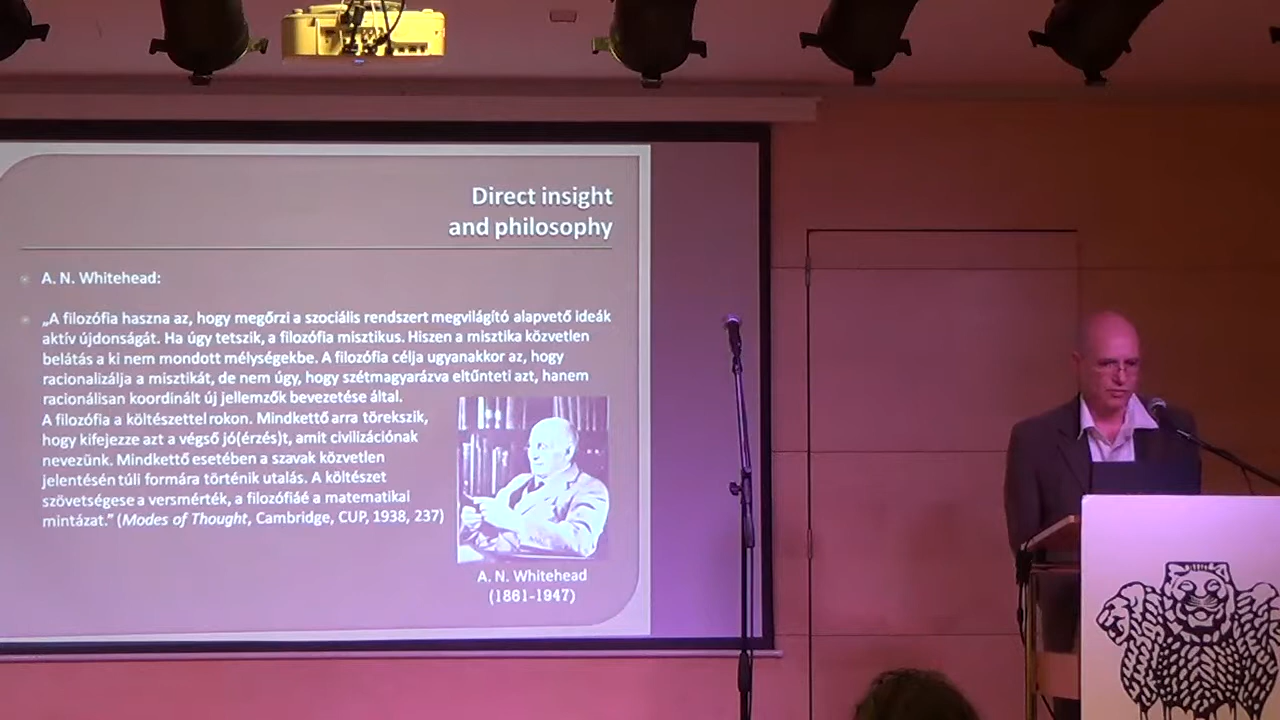 Direct insight
and philosophy
A. N. Whitehead:
„A filozófia haszna az, hogy megőrzi a szociális rendszert megvilágító alapvető ideák
aktív újdonságát. Ha úgy tetszik, a filozófia misztikus. Hiszen a misztika közvetlen
belátás a ki nem mondott mélységekbe. A filozófia célja ugyanakkor az, hogy
racionalizálja a misztikát, de nem úgy, hogy szétmagyarázva eltünteti azt, hanem
racionálisan koordinált új jellemzők bevezetése által.
A filozófia a költészettel rokon. Mindkettő arra törekszik,
hogy kifejezze azt a végső jó(érzés)t, amit civilizációnak
nevezünk. Mindkettő esetében a szavak közvetlen
jelentésén túli formára történik utalás. A költészet
szövetségese a versmérték, a filozófiáé a matematikai
mintázat.” (Modes of Thought, Cambridge, CUP, 1938, 237)
A. N. Whitehead
(1861-1947)